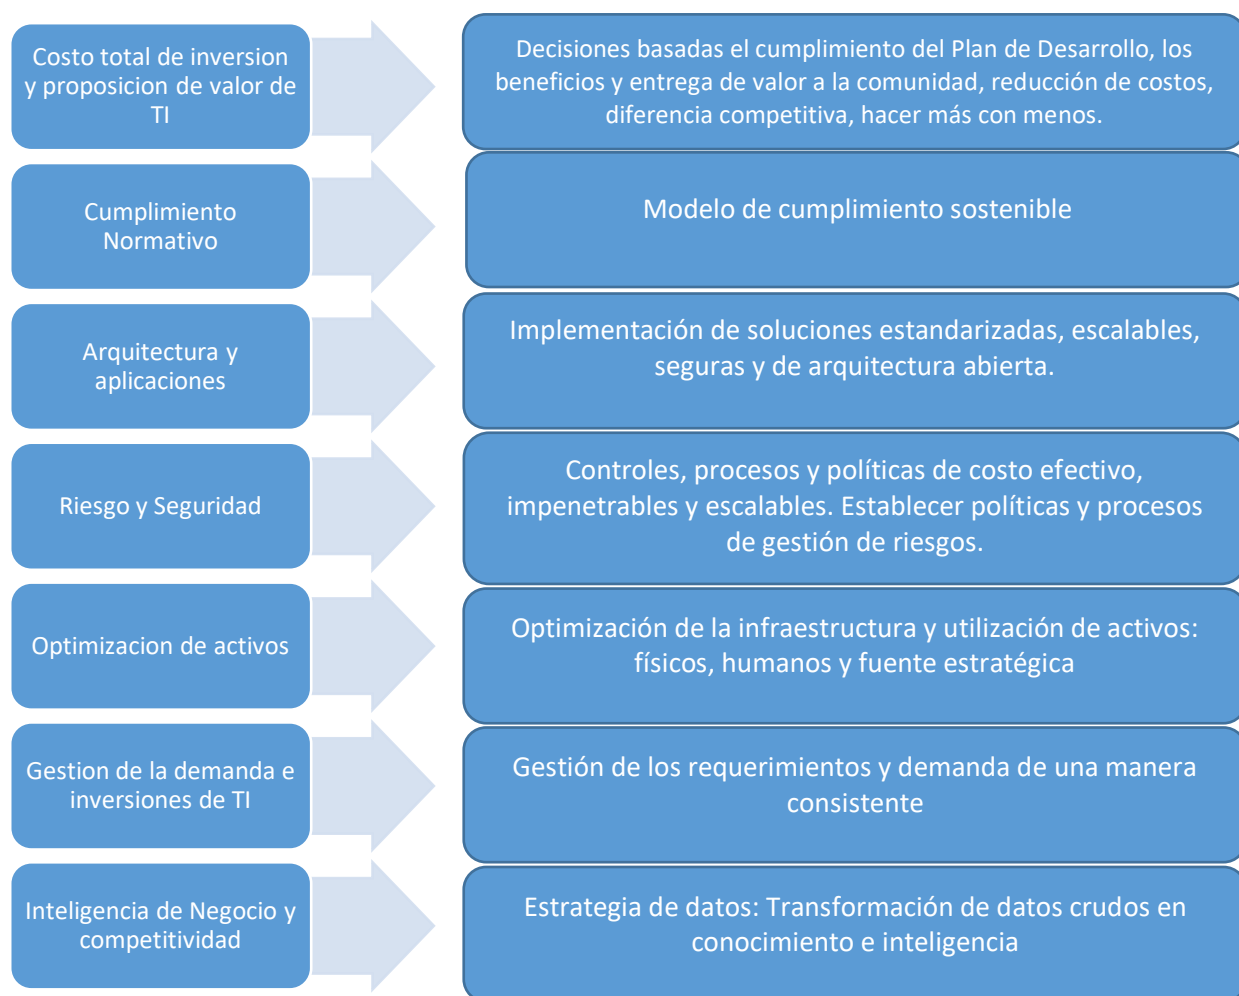 Costo total de inversion
y proposicion de valor de
TI
Decisiones basadas el cumplimiento del Plan de Desarrollo, los
beneficios y entrega de valor a la comunidad, reducción de costos,
diferencia competitiva, hacer más con menos.
Cumplimiento
Normativo
Modelo de cumplimiento sostenible
Arquitectura y
aplicaciones
Implementación de soluciones estandarizadas, escalables,
seguras y de arquitectura abierta.
Riesgo y Seguridad
Controles, procesos y políticas de costo efectivo,
impenetrables y escalables. Establecer políticas y procesos
de gestión de riesgos.
Optimizacion de activos
Optimización de la infraestructura y utilización de activos:
físicos, humanos y fuente estratégica
Gestion de la demanda e
inversiones de TI
Gestión de los requerimientos y demanda de una manera
consistente
Inteligencia de Negocio y
competitividad
Estrategia de datos: Transformación de datos crudos en
conocimiento e inteligencia